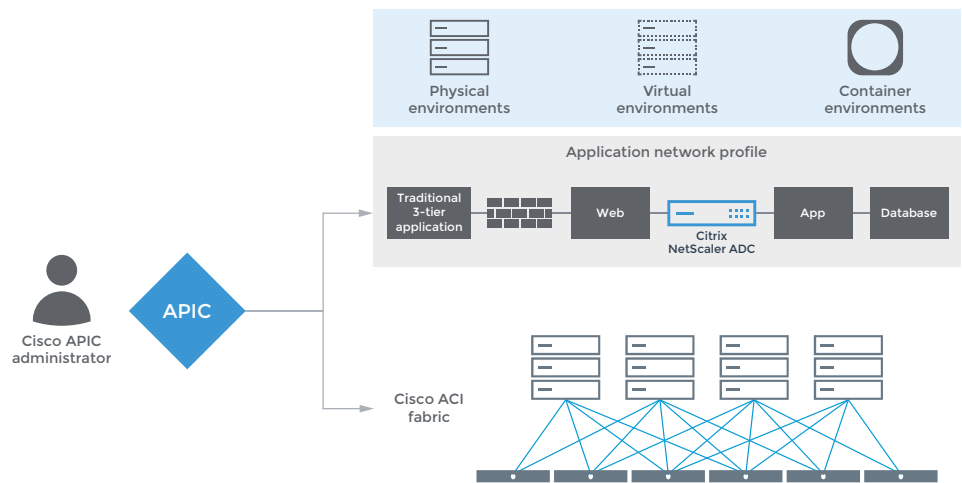 Physical
environments
Virtual
environments
Container
environments
Application network profile
Traditional
3-tier
application
Web
Citrix
NetScaler ADC
App
Database
APIC
Cisco APIC
administrator
Cisco ACI
fabric